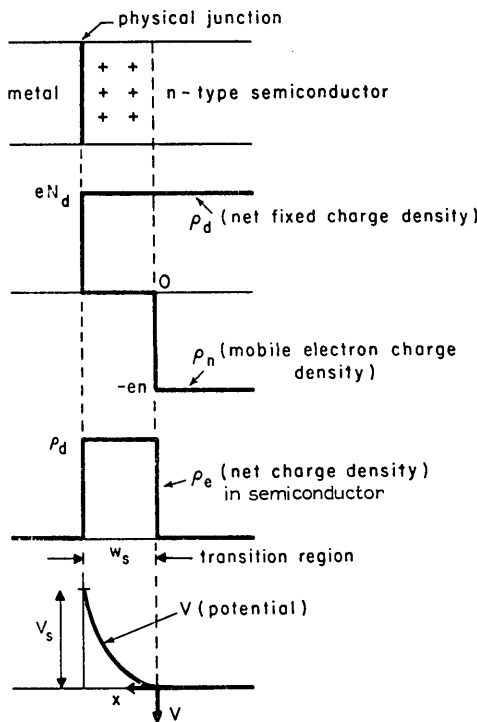 physical junction
metal
+ +
+ +
+ +
n-type semiconductor
eN_d
ρ_d (net fixed charge density)
0
ρ_n (mobile electron charge
density)
-en
ρ_d
ρ_e (net charge density)
in semiconductor
w_s
transition region
V_s
V (potential)
x
V